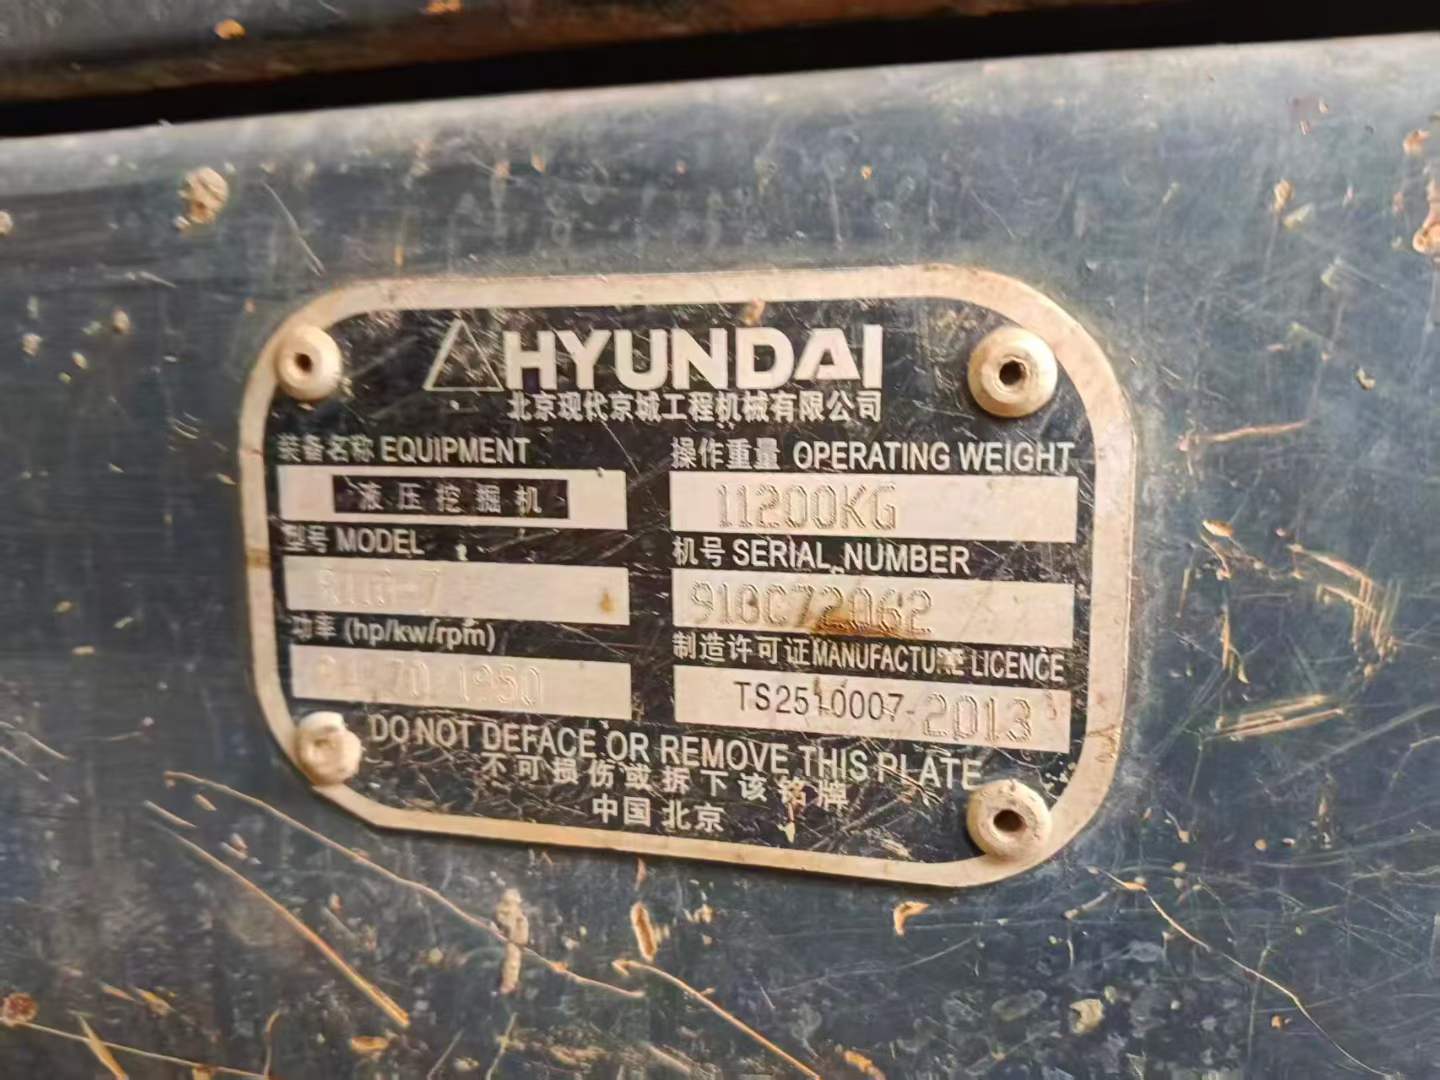 HYUNDAI
北京现代京城工程机械有限公司
装备名称 EQUIPMENT
液压挖掘机
操作重量 OPERATING WEIGHT
11200KG
型号 MODEL
机号 SERIAL NUMBER
功率 (hp/kw/rpm)
制造许可证MANUFACTURE LICENCE
TS2510007-2013
DO NOT DEFACE OR REMOVE THIS PLATE
不可损伤或拆下该铭牌
中国北京